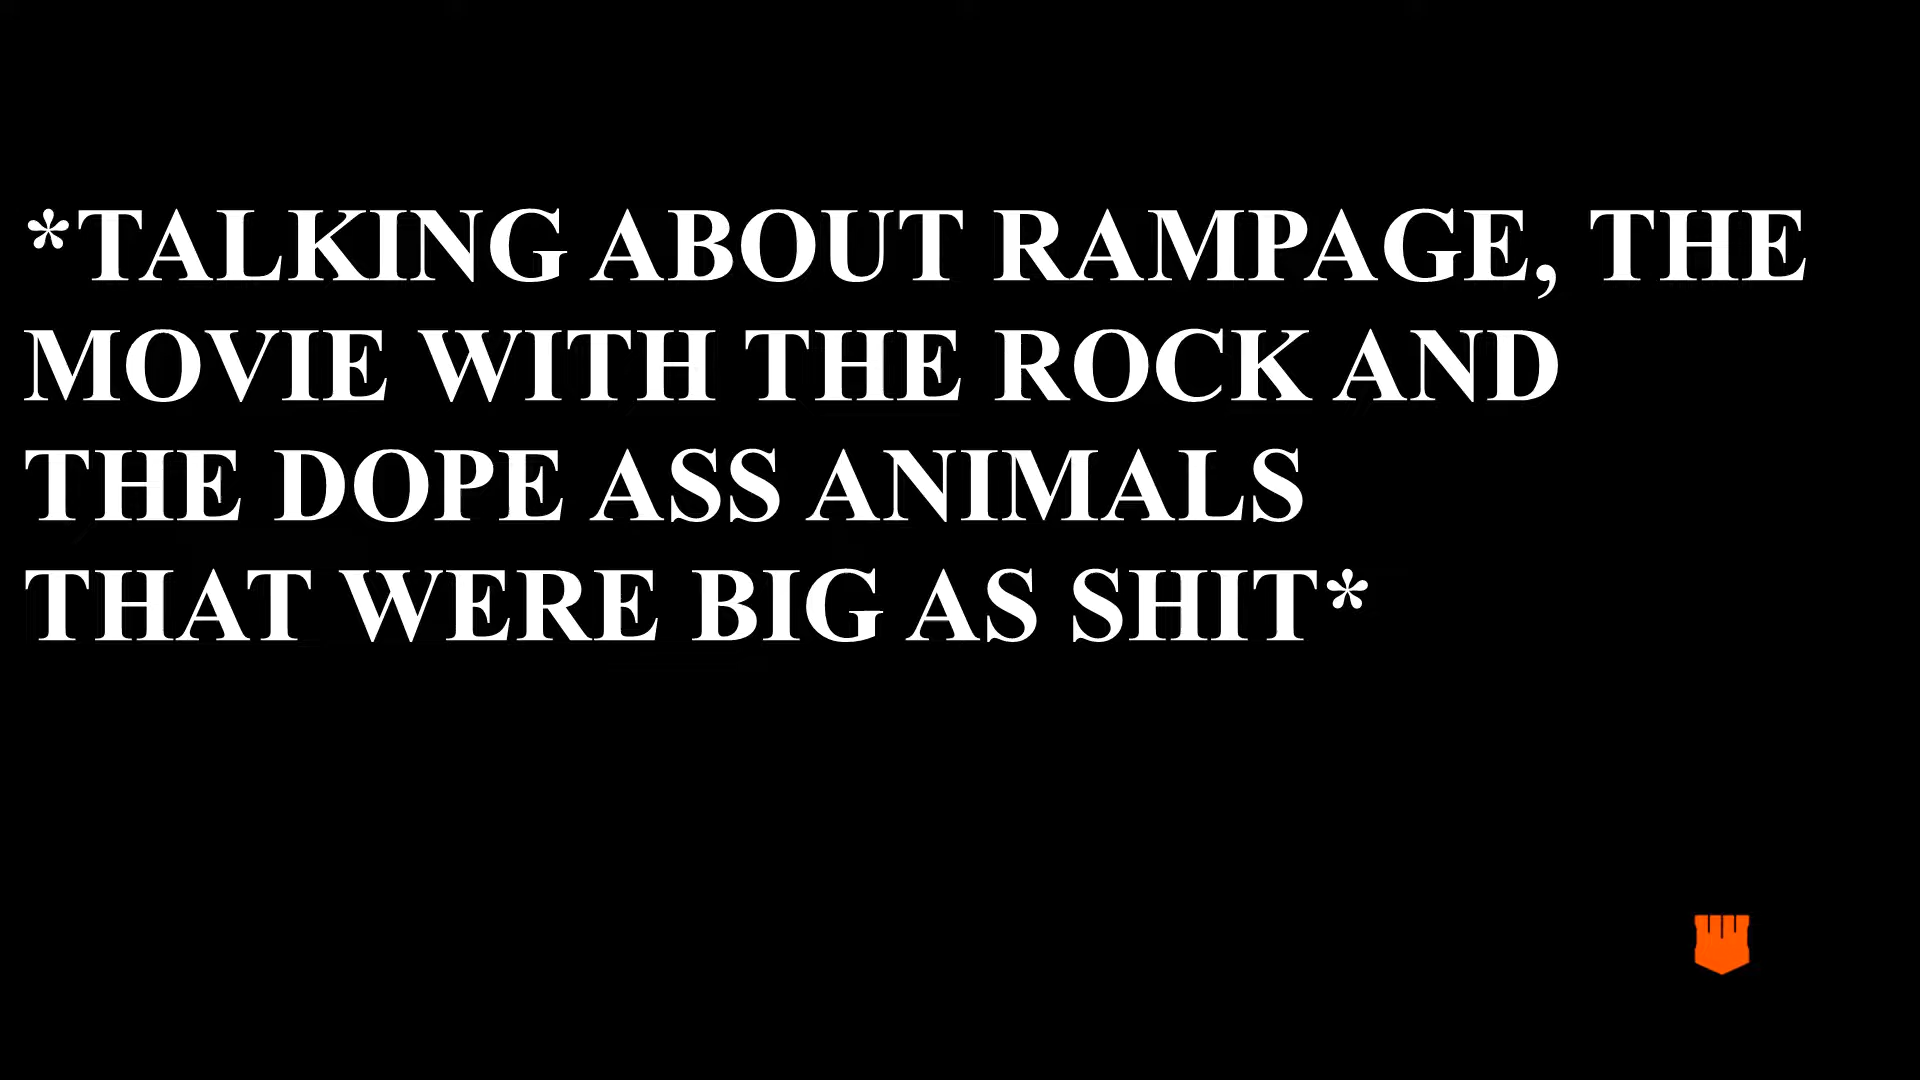 *TALKING ABOUT RAMPAGE, THE
MOVIE WITH THE ROCK AND
THE DOPE ASS ANIMALS
THAT WERE BIG AS SHIT*